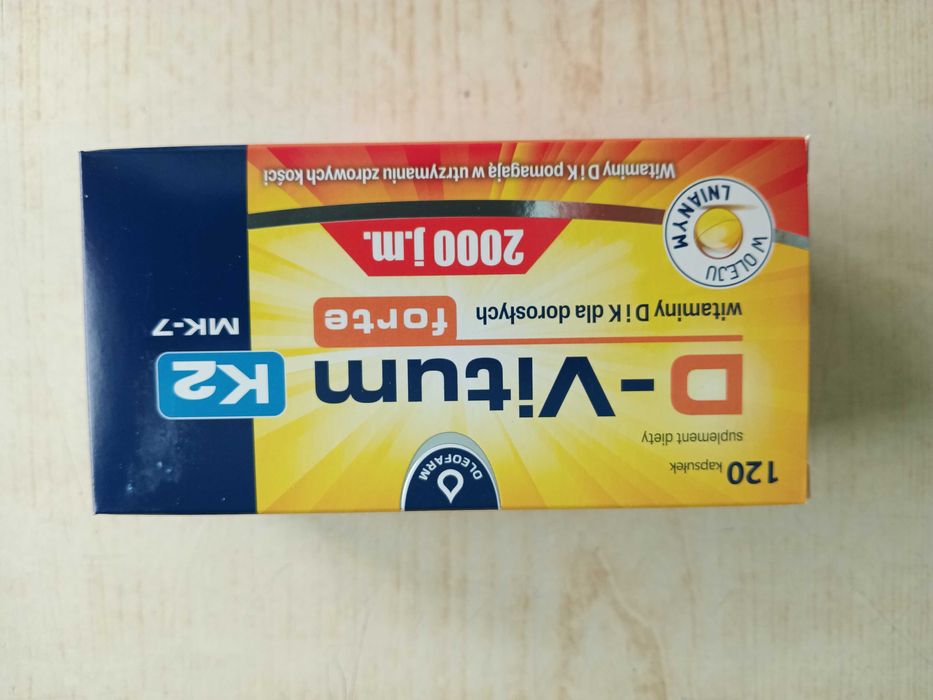 120 kapsułek
suplement diety
OLEOFARM
D-Vitum K2
forte MK-7
witaminy D i K dla dorosłych
2000 j.m.
W OLEJU LNIANYM
Witaminy D i K pomagają w utrzymaniu zdrowych kości